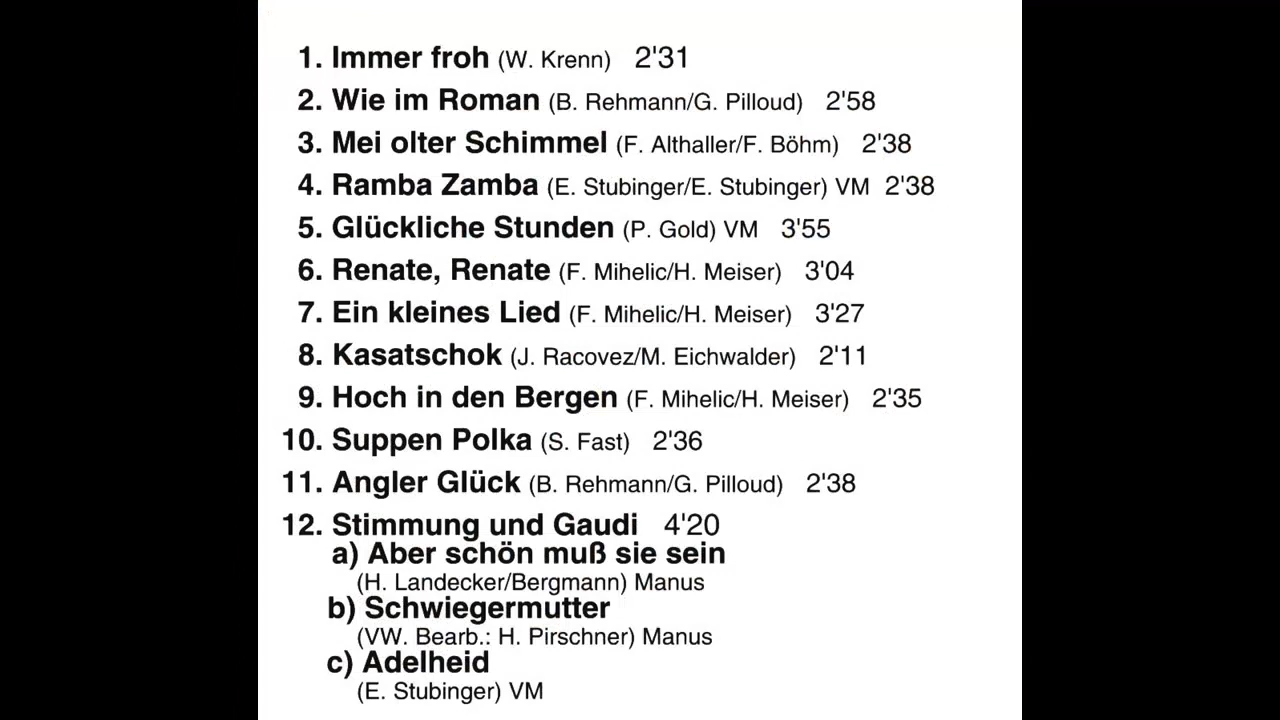 1. Immer froh (W. Krenn) 2'31
2. Wie im Roman (B. Rehmann/G. Pilloud) 2'58
3. Mei olter Schimmel (F. Althaller/F. Böhm) 2'38
4. Ramba Zamba (E. Stubinger/E. Stubinger) VM 2'38
5. Glückliche Stunden (P. Gold) VM 3'55
6. Renate, Renate (F. Mihelic/H. Meiser) 3'04
7. Ein kleines Lied (F. Mihelic/H. Meiser) 3'27
8. Kasatschok (J. Racovez/M. Eichwalder) 2'11
9. Hoch in den Bergen (F. Mihelic/H. Meiser) 2'35
10. Suppen Polka (S. Fast) 2'36
11. Angler Glück (B. Rehmann/G. Pilloud) 2'38
12. Stimmung und Gaudi 4'20
a) Aber schön muß sie sein
(H. Landecker/Bergmann) Manus
b) Schwiegermutter
(VW. Bearb.: H. Pirschner) Manus
c) Adelheid
(E. Stubinger) VM